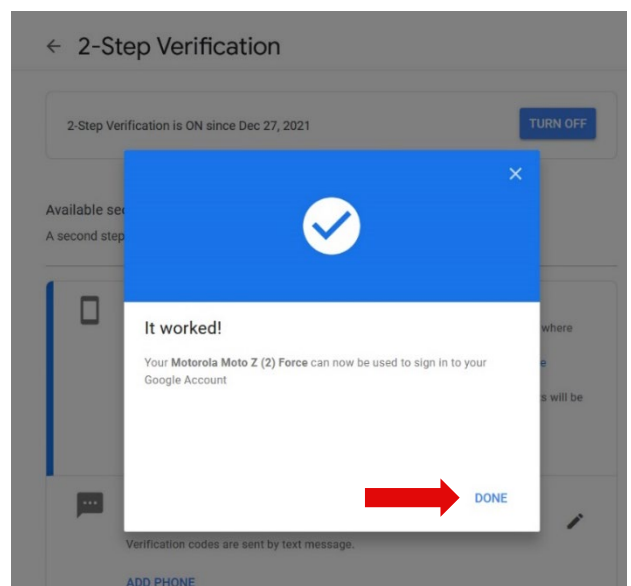 2-Step Verification
2-Step Verification is ON since Dec 27, 2021
TURN OFF
Available se
A second step
It worked!
where
Your Motorola Moto Z (2) Force can now be used to sign in to your
Google Account
e
s will be
DONE
Verification codes are sent by text message.
ADD PHONE